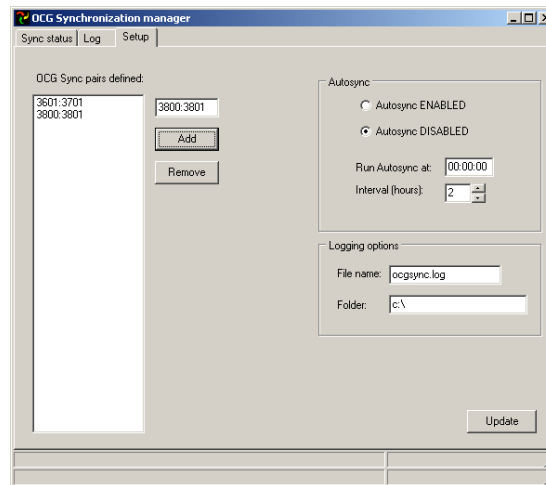 OCG Synchronization manager
Sync status Log Setup
OCG Sync pairs defined:
3601:3701
3800:3801
3800:3801
Add
Remove
Autosync
Autosync ENABLED
Autosync DISABLED
Run Autosync at: 00:00:00
Interval (hours): 2
Logging options
File name: ocgsync.log
Folder: c:\
Update